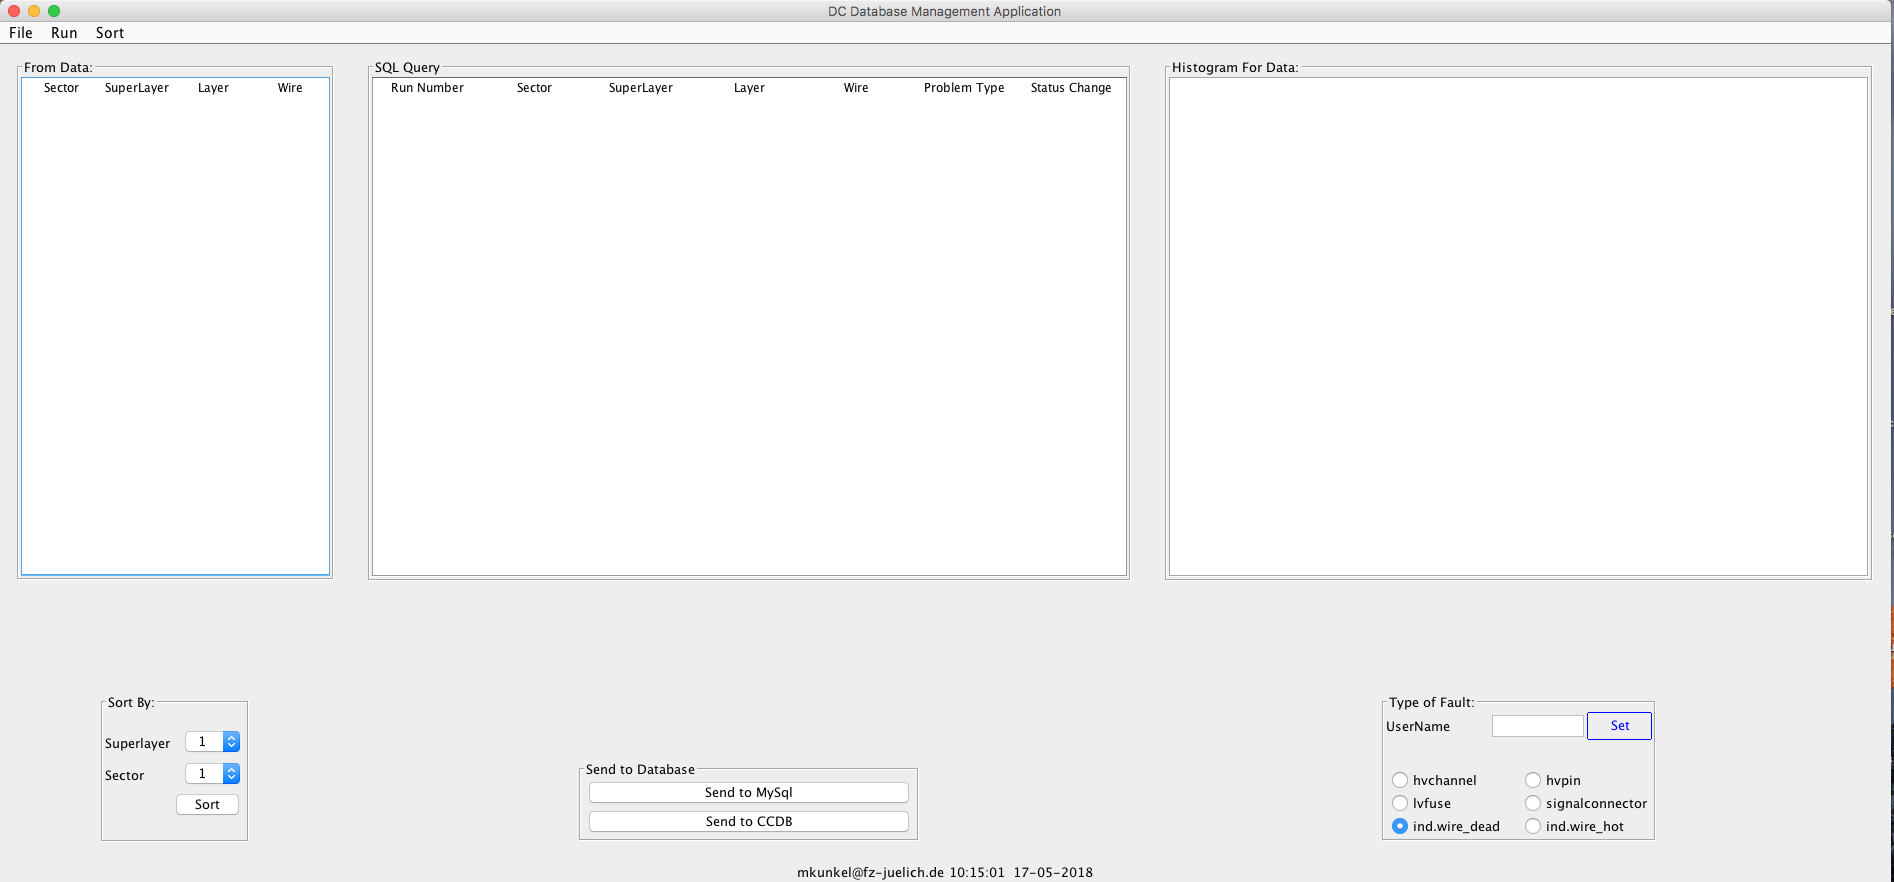 DC Database Management Application
File Run Sort
From Data:
Sector SuperLayer Layer Wire
SQL Query
Run Number Sector SuperLayer Layer Wire Problem Type Status Change
Histogram For Data:
Sort By:
Superlayer 1
Sector 1
Sort
Send to Database
Send to MySql
Send to CCDB
Type of Fault:
UserName Set
hvchannel hvpin
lvfuse signalconnector
ind.wire_dead ind.wire_hot
mkunkel@fz-juelich.de 10:15:01 17-05-2018